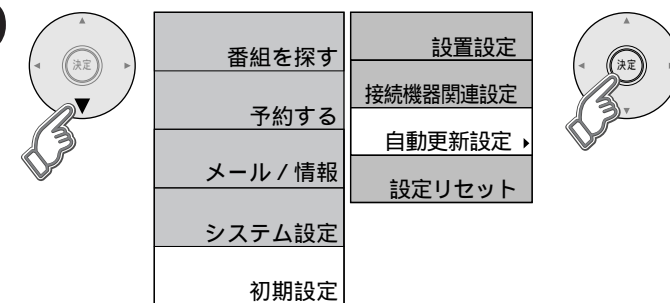 決定
番組を探す
予約する
メール / 情報
システム設定
初期設定
設置設定
接続機器関連設定
自動更新設定
設定リセット
決定